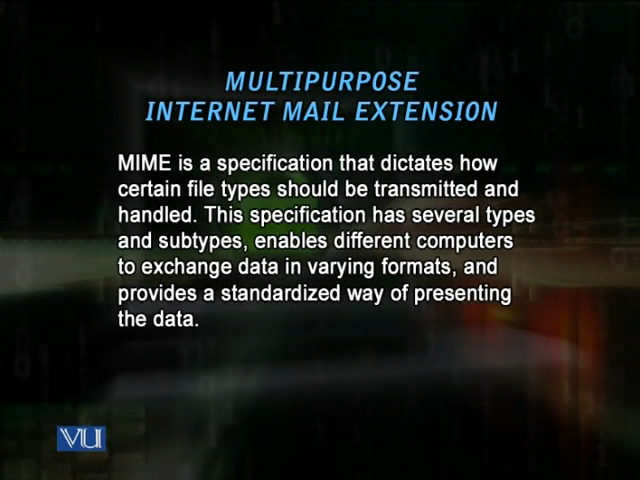 MULTIPURPOSE
INTERNET MAIL EXTENSION
MIME is a specification that dictates how
certain file types should be transmitted and
handled. This specification has several types
and subtypes, enables different computers
to exchange data in varying formats, and
provides a standardized way of presenting
the data.
VU